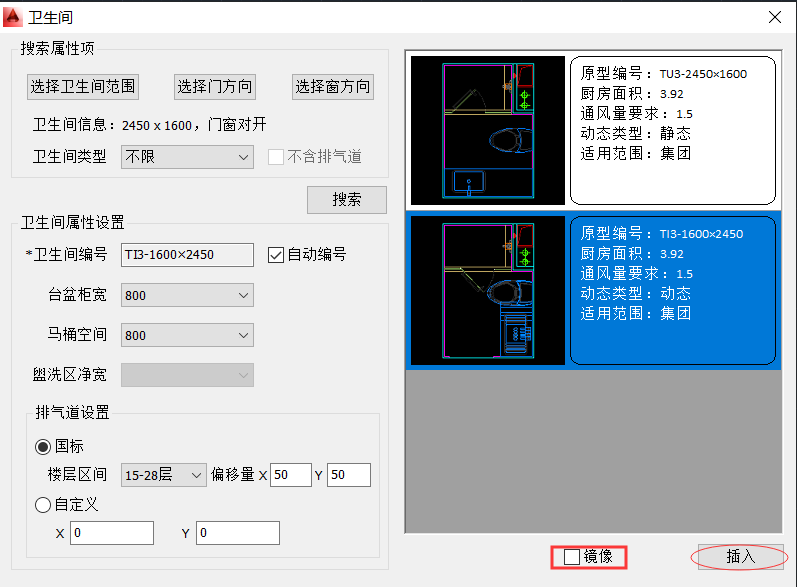 卫生间
搜索属性项
选择卫生间范围 选择门方向 选择窗方向
卫生间信息：2450 x 1600，门窗对开
卫生间类型 不限 不含排气道
搜索
卫生间属性设置
*卫生间编号 TI3-1600×2450 自动编号
台盆柜宽 800
马桶空间 800
盥洗区净宽
排气道设置
国标
楼层区间 15-28层 偏移量 X 50 Y 50
自定义
X 0 Y 0
原型编号：TU3-2450×1600
厨房面积：3.92
通风量要求：1.5
动态类型：静态
适用范围：集团
原型编号：TI3-1600×2450
厨房面积：3.92
通风量要求：1.5
动态类型：动态
适用范围：集团
镜像 插入